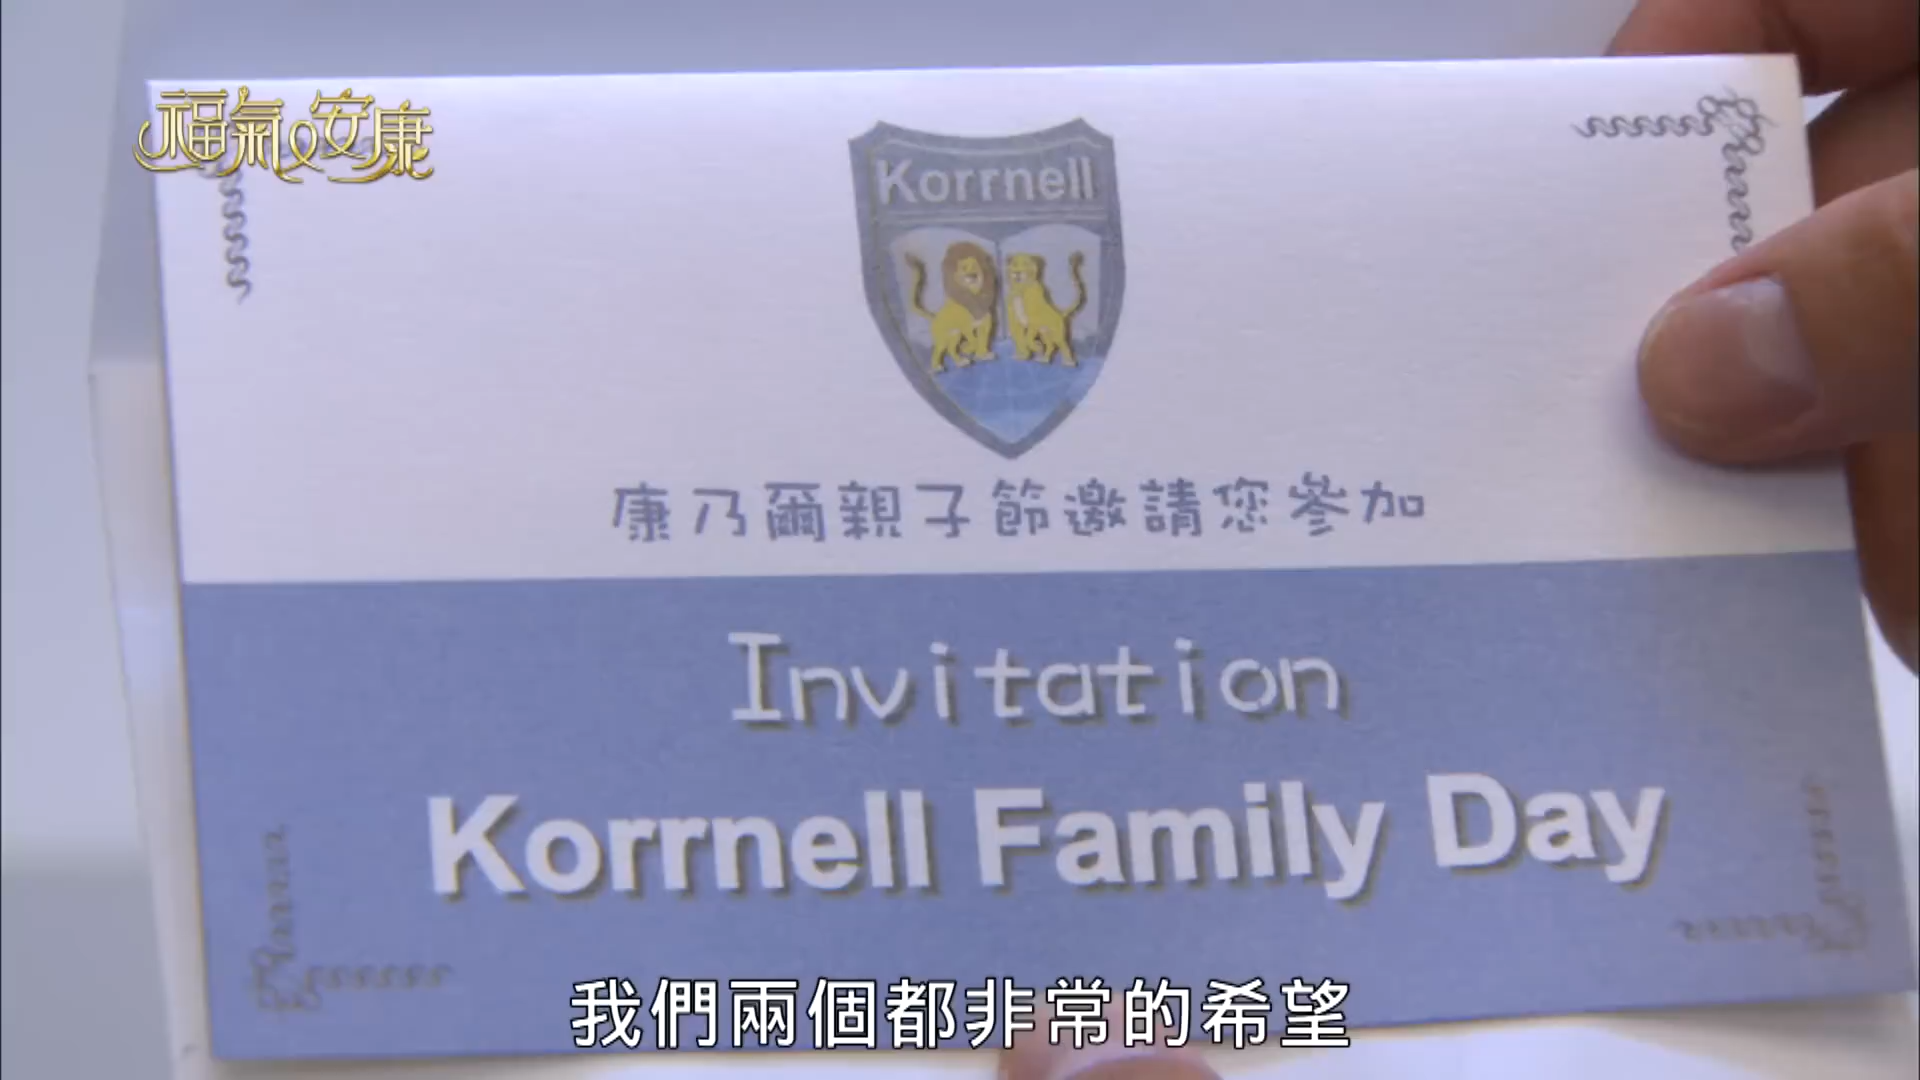 福氣又安康
Korrnell
康乃爾親子節邀請您參加
Invitation
Korrnell Family Day
我們兩個都非常的希望